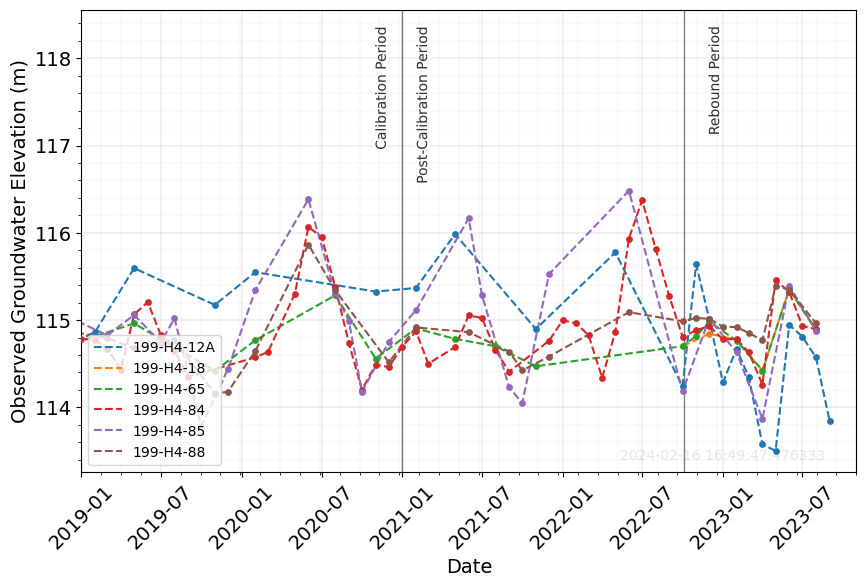 118
117
116
115
114
Observed Groundwater Elevation (m)
Calibration Period
Post-Calibration Period
Rebound Period
199-H4-12A
199-H4-18
199-H4-65
199-H4-84
199-H4-85
199-H4-88
2024-02-16 16:49:47.376333
2019-01
2019-07
2020-01
2020-07
2021-01
2021-07
2022-01
2022-07
2023-01
2023-07
Date